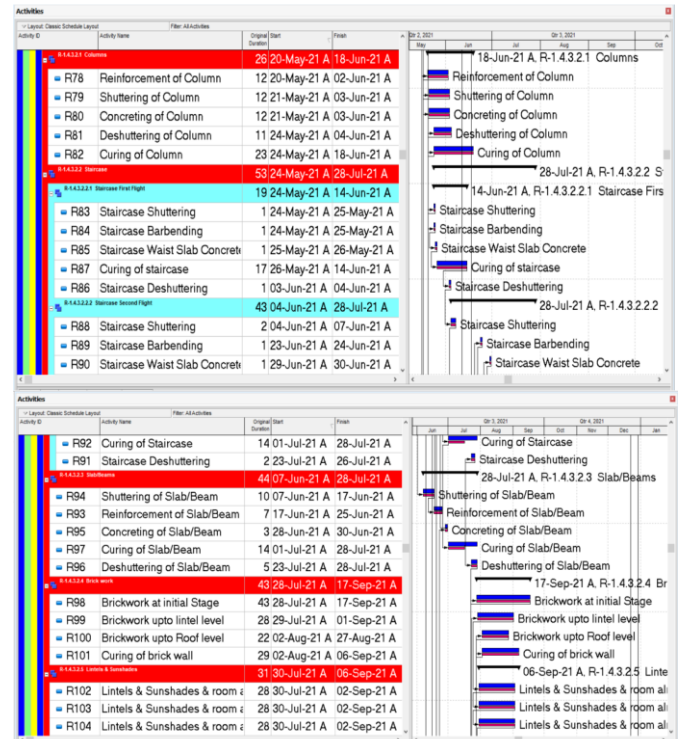 Activities
Layout: Classic Schedule Layout Filter: All Activities
Activity ID Activity Name Original Duration Start Finish Qtr 2, 2021 Qtr 3, 2021
May Jun Jul Aug Sep Oct
R-1.4.3.2.1 Columns 26 20-May-21 A 18-Jun-21 A 18-Jun-21 A, R-1.4.3.2.1 Columns
R78 Reinforcement of Column 12 20-May-21 A 02-Jun-21 A Reinforcement of Column
R79 Shuttering of Column 12 21-May-21 A 03-Jun-21 A Shuttering of Column
R80 Concreting of Column 12 21-May-21 A 03-Jun-21 A Concreting of Column
R81 Deshuttering of Column 11 24-May-21 A 04-Jun-21 A Deshuttering of Column
R82 Curing of Column 23 24-May-21 A 18-Jun-21 A Curing of Column
R-1.4.3.2.2 Staircase 53 24-May-21 A 28-Jul-21 A 28-Jul-21 A, R-1.4.3.2.2 S
R-1.4.3.2.2.1 Staircase First Flight 19 24-May-21 A 14-Jun-21 A 14-Jun-21 A, R-1.4.3.2.2.1 Staircase Firs
R83 Staircase Shuttering 1 24-May-21 A 25-May-21 A Staircase Shuttering
R84 Staircase Barbending 1 24-May-21 A 25-May-21 A Staircase Barbending
R85 Staircase Waist Slab Concrete 1 25-May-21 A 26-May-21 A Staircase Waist Slab Concrete
R87 Curing of staircase 17 26-May-21 A 14-Jun-21 A Curing of staircase
R86 Staircase Deshuttering 1 03-Jun-21 A 04-Jun-21 A Staircase Deshuttering
R-1.4.3.2.2.2 Staircase Second Flight 43 04-Jun-21 A 28-Jul-21 A 28-Jul-21 A, R-1.4.3.2.2.2
R88 Staircase Shuttering 2 04-Jun-21 A 07-Jun-21 A Staircase Shuttering
R89 Staircase Barbending 1 23-Jun-21 A 24-Jun-21 A Staircase Barbending
R90 Staircase Waist Slab Concrete 1 29-Jun-21 A 30-Jun-21 A Staircase Waist Slab Concrete
Activities
Layout: Classic Schedule Layout Filter: All Activities
Activity ID Activity Name Original Duration Start Finish Qtr 3, 2021 Qtr 4, 2021
Jun Jul Aug Sep Oct Nov Dec Jan
R92 Curing of Staircase 14 01-Jul-21 A 28-Jul-21 A Curing of Staircase
R91 Staircase Deshuttering 2 23-Jul-21 A 26-Jul-21 A Staircase Deshuttering
R-1.4.3.2.3 Slab/Beams 44 07-Jun-21 A 28-Jul-21 A 28-Jul-21 A, R-1.4.3.2.3 Slab/Beams
R94 Shuttering of Slab/Beam 10 07-Jun-21 A 17-Jun-21 A Shuttering of Slab/Beam
R93 Reinforcement of Slab/Beam 7 17-Jun-21 A 25-Jun-21 A Reinforcement of Slab/Beam
R95 Concreting of Slab/Beam 3 28-Jun-21 A 30-Jun-21 A Concreting of Slab/Beam
R97 Curing of Slab/Beam 14 01-Jul-21 A 28-Jul-21 A Curing of Slab/Beam
R96 Deshuttering of Slab/Beam 5 23-Jul-21 A 28-Jul-21 A Deshuttering of Slab/Beam
R-1.4.3.2.4 Brick work 43 28-Jul-21 A 17-Sep-21 A 17-Sep-21 A, R-1.4.3.2.4 Br
R98 Brickwork at initial Stage 43 28-Jul-21 A 17-Sep-21 A Brickwork at initial Stage
R99 Brickwork upto lintel level 28 29-Jul-21 A 01-Sep-21 A Brickwork upto lintel level
R100 Brickwork upto Roof level 22 02-Aug-21 A 27-Aug-21 A Brickwork upto Roof level
R101 Curing of brick wall 29 02-Aug-21 A 06-Sep-21 A Curing of brick wall
R-1.4.3.2.5 Lintels & Sunshades 31 30-Jul-21 A 06-Sep-21 A 06-Sep-21 A, R-1.4.3.2.5 Linte
R102 Lintels & Sunshades & room a 28 30-Jul-21 A 02-Sep-21 A Lintels & Sunshades & room al
R103 Lintels & Sunshades & room a 28 30-Jul-21 A 02-Sep-21 A Lintels & Sunshades & room al
R104 Lintels & Sunshades & room a 28 30-Jul-21 A 02-Sep-21 A Lintels & Sunshades & room al